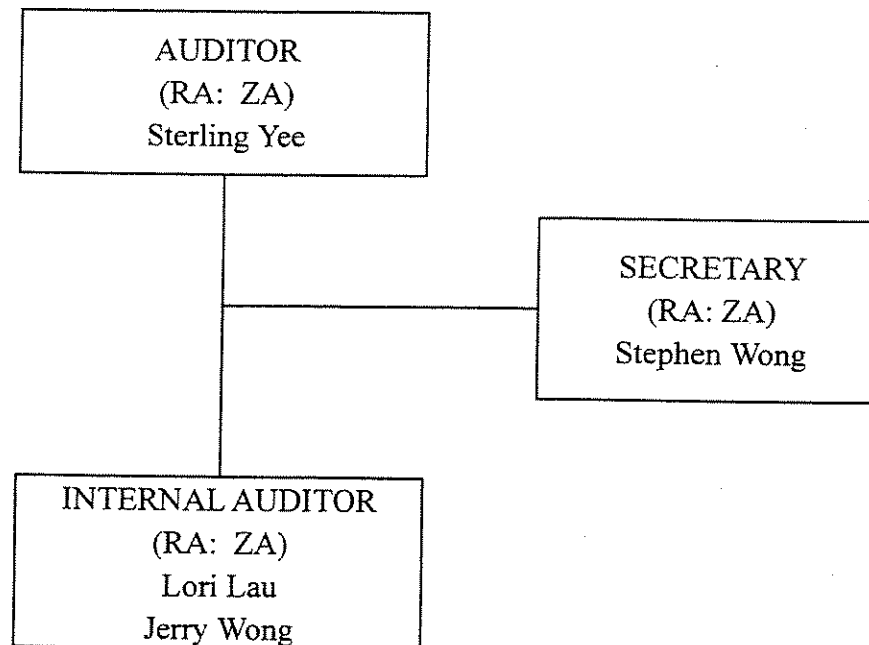 AUDITOR
(RA: ZA)
Sterling Yee
SECRETARY
(RA: ZA)
Stephen Wong
INTERNAL AUDITOR
(RA: ZA)
Lori Lau
Jerry Wong